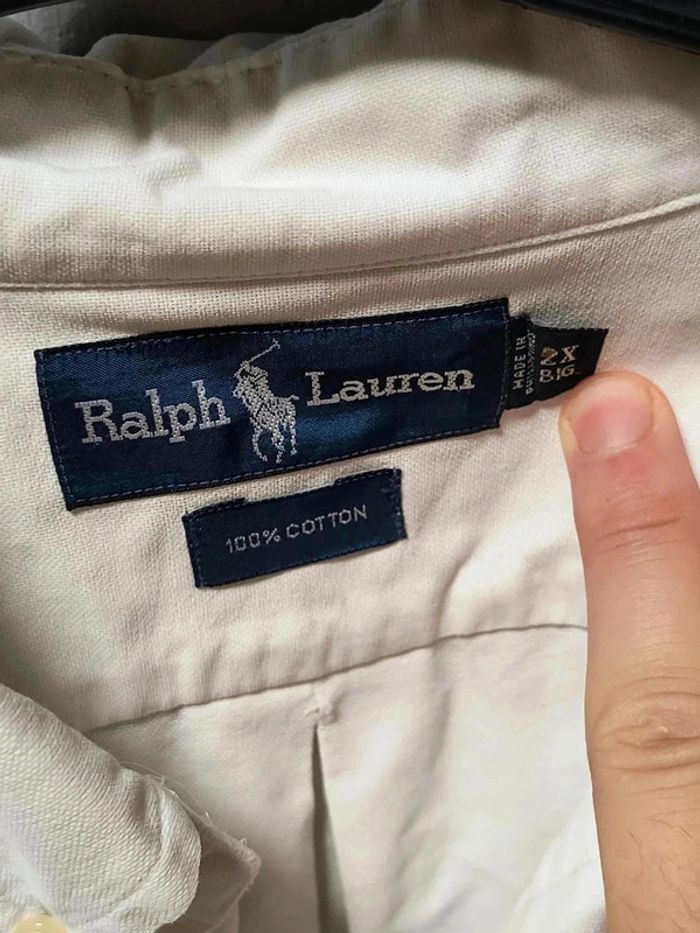 Ralph Lauren
MADE IN
2X
BIG
100% COTTON